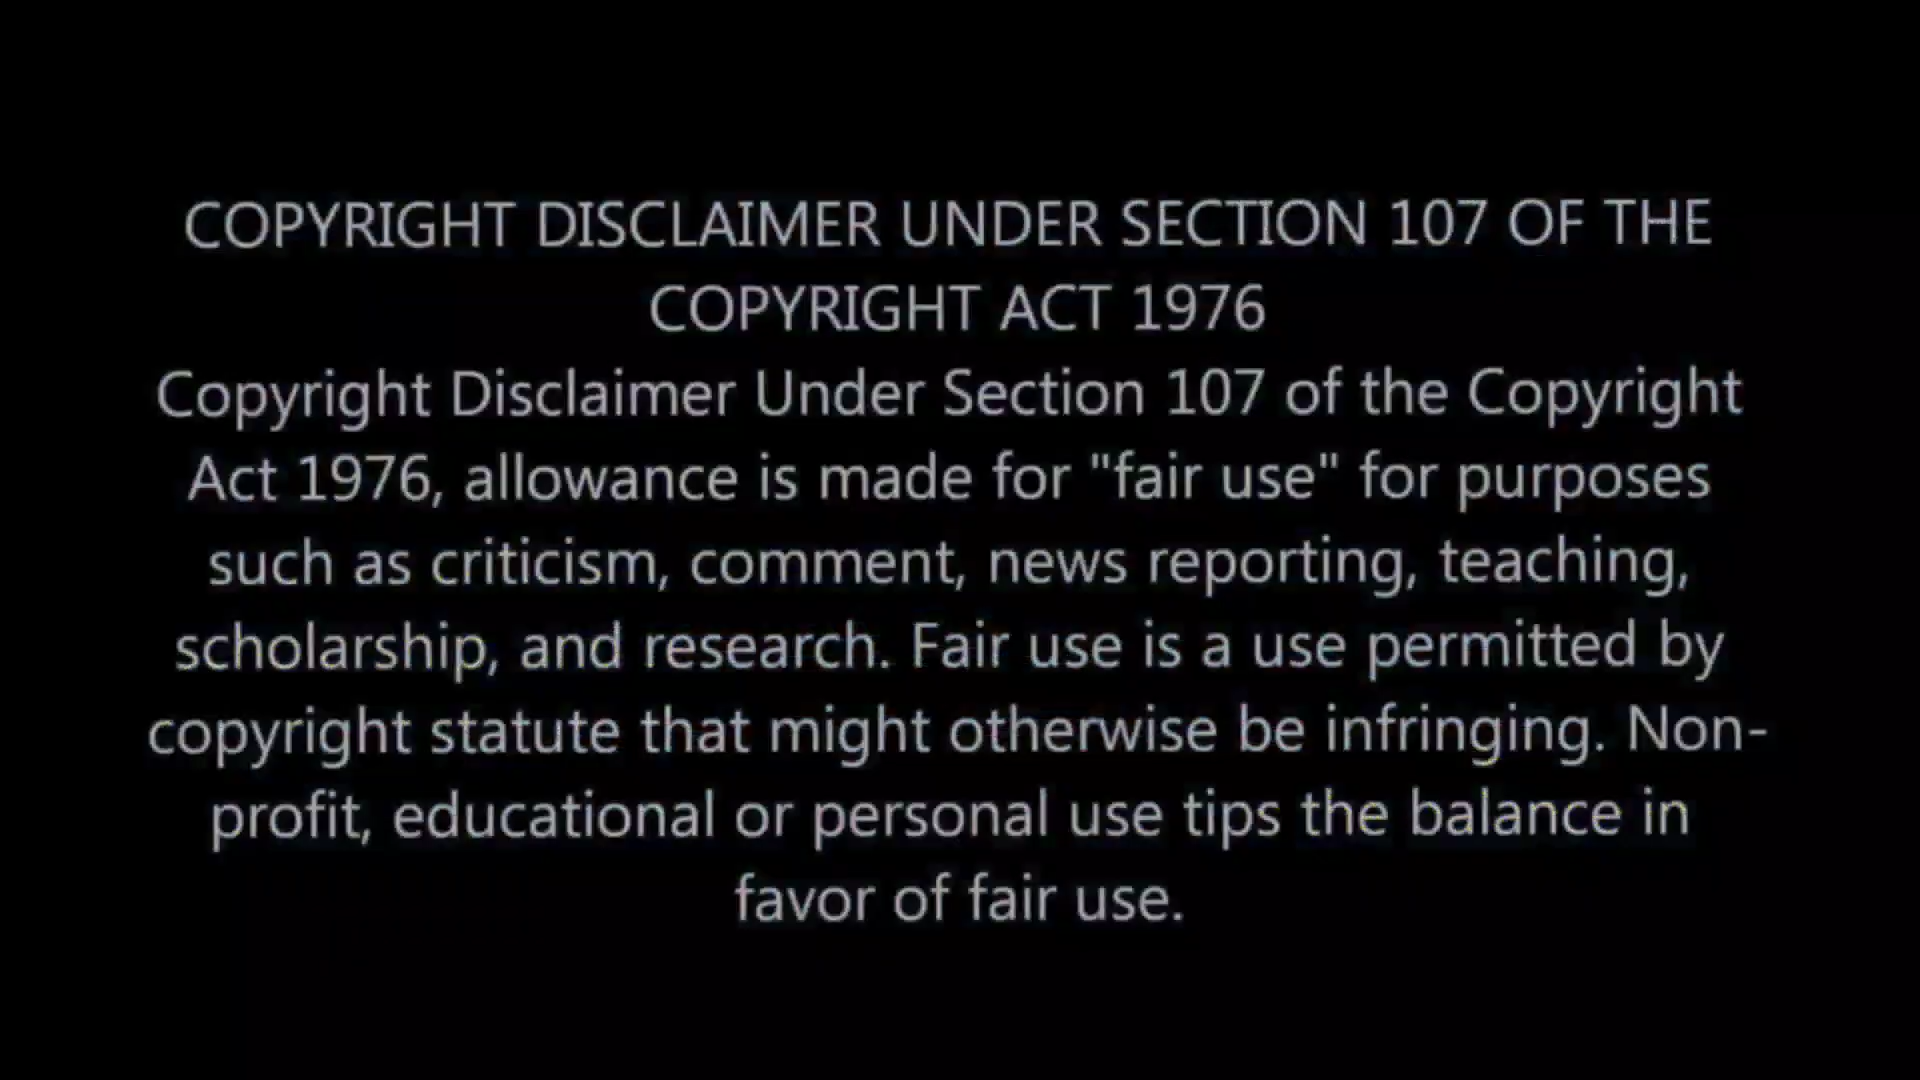 COPYRIGHT DISCLAIMER UNDER SECTION 107 OF THE
COPYRIGHT ACT 1976
Copyright Disclaimer Under Section 107 of the Copyright
Act 1976, allowance is made for "fair use" for purposes
such as criticism, comment, news reporting, teaching,
scholarship, and research. Fair use is a use permitted by
copyright statute that might otherwise be infringing. Non-
profit, educational or personal use tips the balance in
favor of fair use.